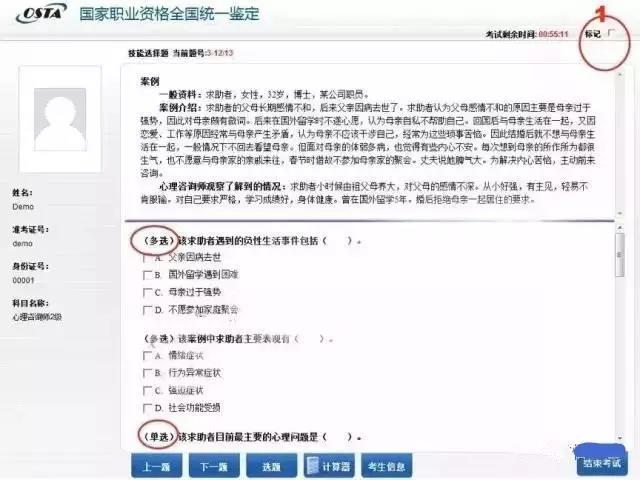 OSTA 国家职业资格全国统一鉴定
1
考试剩余时间: 00:55:11 标记
技能选择题 当前题号:3-12/13
案例
一般资料：求助者，女性，32岁，博士，某公司职员。
案例介绍：求助者的父母长期感情不和，后来父亲因病去世了。求助者认为父母感情不和的原因主要是母亲过于
强势，因此对母亲颇有微词。后来在国外留学时不遂心愿，认为母亲自私不帮助自己。回国后与母亲生活在一起，又因
恋爱、工作等原因经常与母亲产生矛盾，认为母亲不应该干涉自己，经常为这些琐事苦恼。因此结婚后就不想与母亲生
活在一起，一般情况下不回去看望母亲。但面对母亲的体弱多病，也觉得有些内心不安。每次想到母亲的所作所为都很
生气，也不愿意与母亲家的亲戚来往，春节时借故不参加母亲家的聚会。丈夫说她脾气大。为解决内心苦恼，主动前来
咨询。
心理咨询师观察了解到的情况：求助者小时候由祖父母养大，对父母的感情不深。从小好强，有主见，轻易不
肯服输。对自己要求严格，学习成绩好，身体健康。曾在国外留学5年。婚后拒绝母亲一起居住的要求。
姓名:
Demo
准考证号:
demo
身份证号:
00001
科目名称:
心理咨询师2级
（多选）该求助者遇到的负性生活事件包括（ ）。
A. 父亲因病去世
B. 国外留学遇到困难
C. 母亲过于强势
D. 不愿参加家庭聚会
（多选）该案例中求助者主要表现有（ ）。
A. 情绪症状
B. 行为异常症状
C. 强迫症状
D. 社会功能受损
（单选）该求助者目前最主要的心理问题是（ ）。
上一题 下一题 选题 计算器 考生信息 结束考试